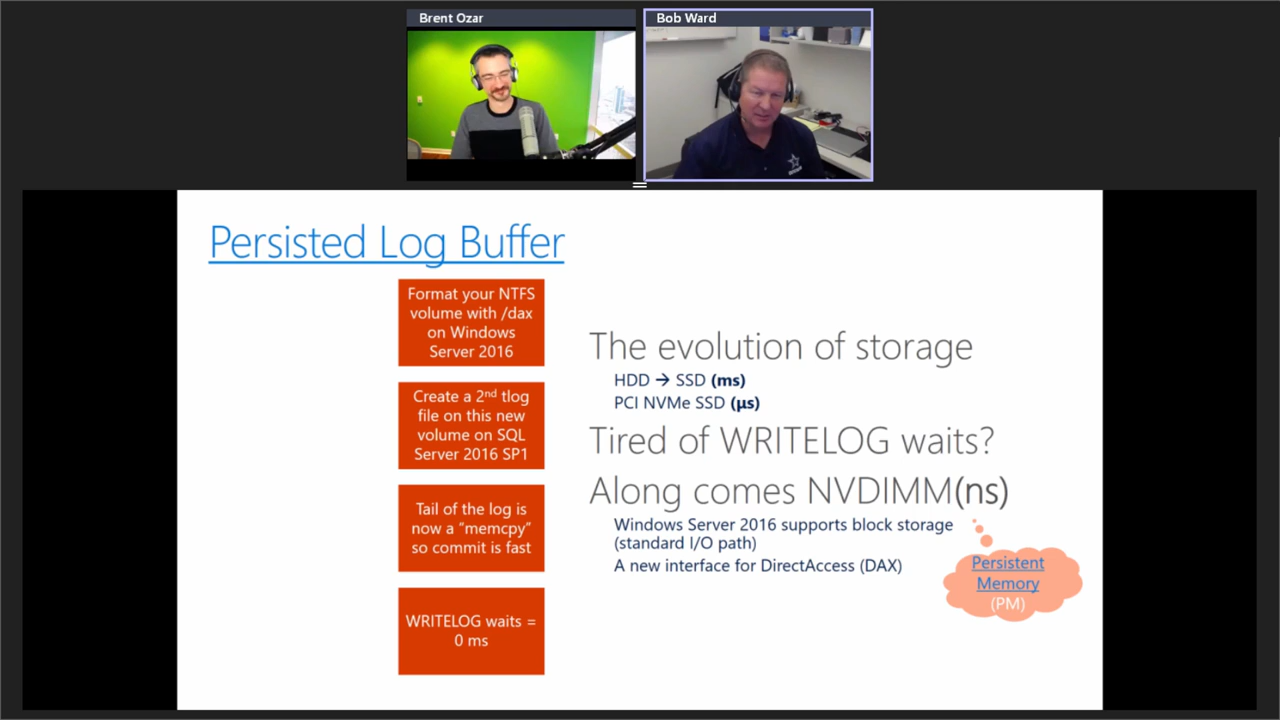 Brent Ozar
Bob Ward
Persisted Log Buffer
Format your NTFS
volume with /dax
on Windows
Server 2016
Create a 2nd tlog
file on this new
volume on SQL
Server 2016 SP1
Tail of the log is
now a "memcpy"
so commit is fast
WRITELOG waits =
0 ms
The evolution of storage
HDD → SSD (ms)
PCI NVMe SSD (μs)
Tired of WRITELOG waits?
Along comes NVDIMM(ns)
Windows Server 2016 supports block storage
(standard I/O path)
A new interface for DirectAccess (DAX)
Persistent
Memory
(PM)